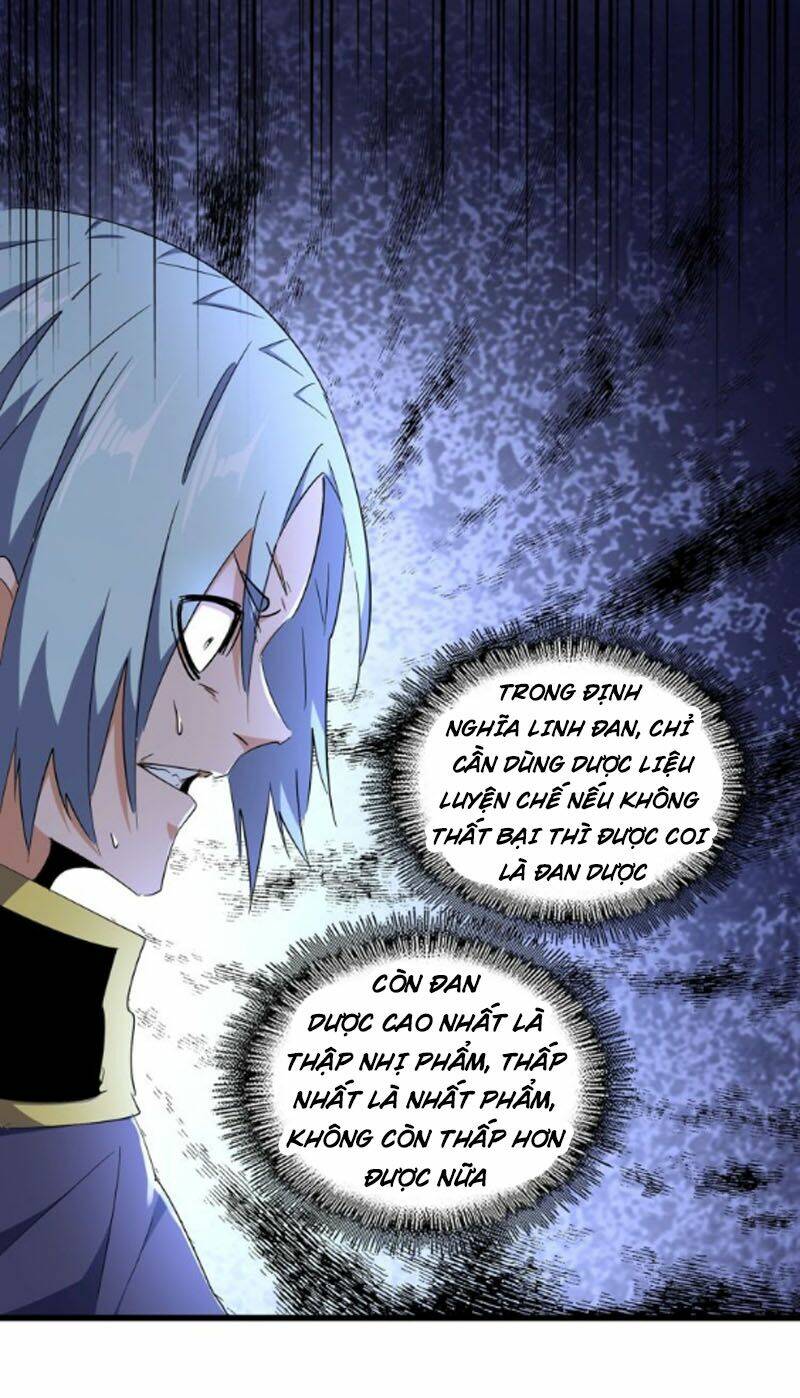 TRONG ĐỊNH
NGHĨA LINH ĐAN, CHỈ
CẦN DÙNG DƯỢC LIỆU
LUYỆN CHẾ NẾU KHÔNG
THẤT BẠI THÌ ĐƯỢC COI
LÀ ĐAN DƯỢC
CÒN ĐAN
DƯỢC CAO NHẤT LÀ
THẬP NHỊ PHẨM, THẤP
NHẤT LÀ NHẤT PHẨM,
KHÔNG CÒN THẤP HƠN
ĐƯỢC NỮA